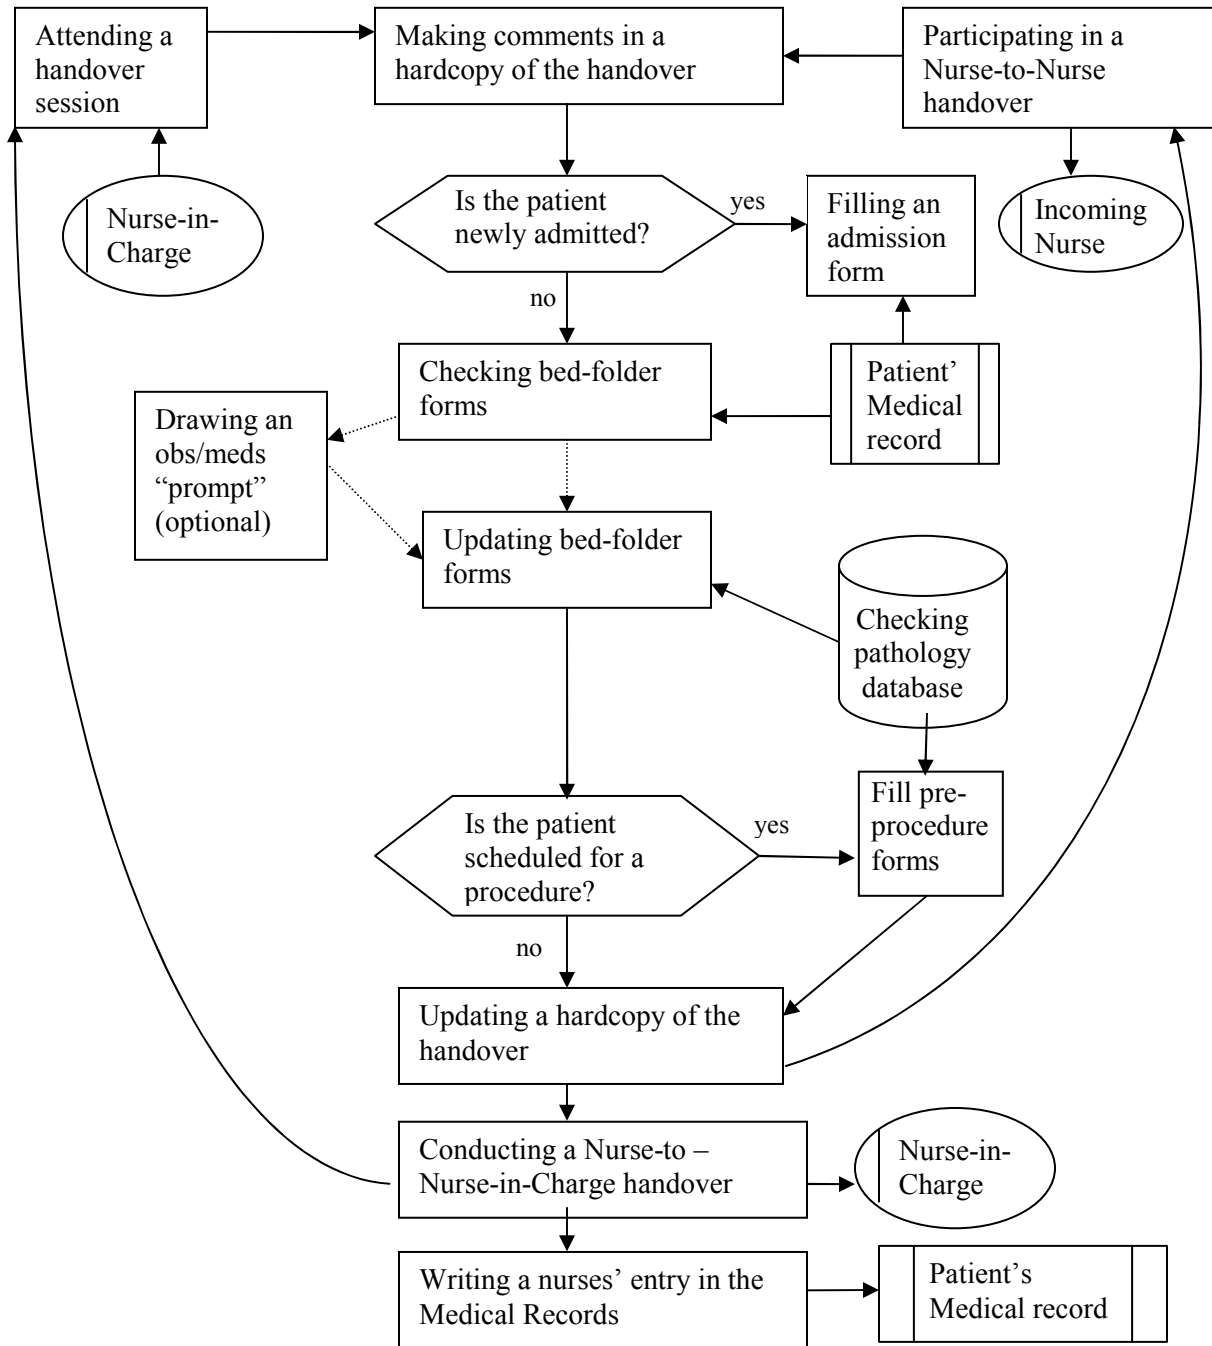 Attending a
handover
session
Making comments in a
hardcopy of the handover
Participating in a
Nurse-to-Nurse
handover
Nurse-in-
Charge
Is the patient
newly admitted?
yes
Filling an
admission
form
Incoming
Nurse
no
Checking bed-folder
forms
Patient’
Medical
record
Drawing an
obs/meds
“prompt”
(optional)
Updating bed-folder
forms
Checking
pathology
database
Is the patient
scheduled for a
procedure?
yes
Fill pre-
procedure
forms
no
Updating a hardcopy of the
handover
Conducting a Nurse-to –
Nurse-in-Charge handover
Nurse-in-
Charge
Writing a nurses’ entry in the
Medical Records
Patient’s
Medical record